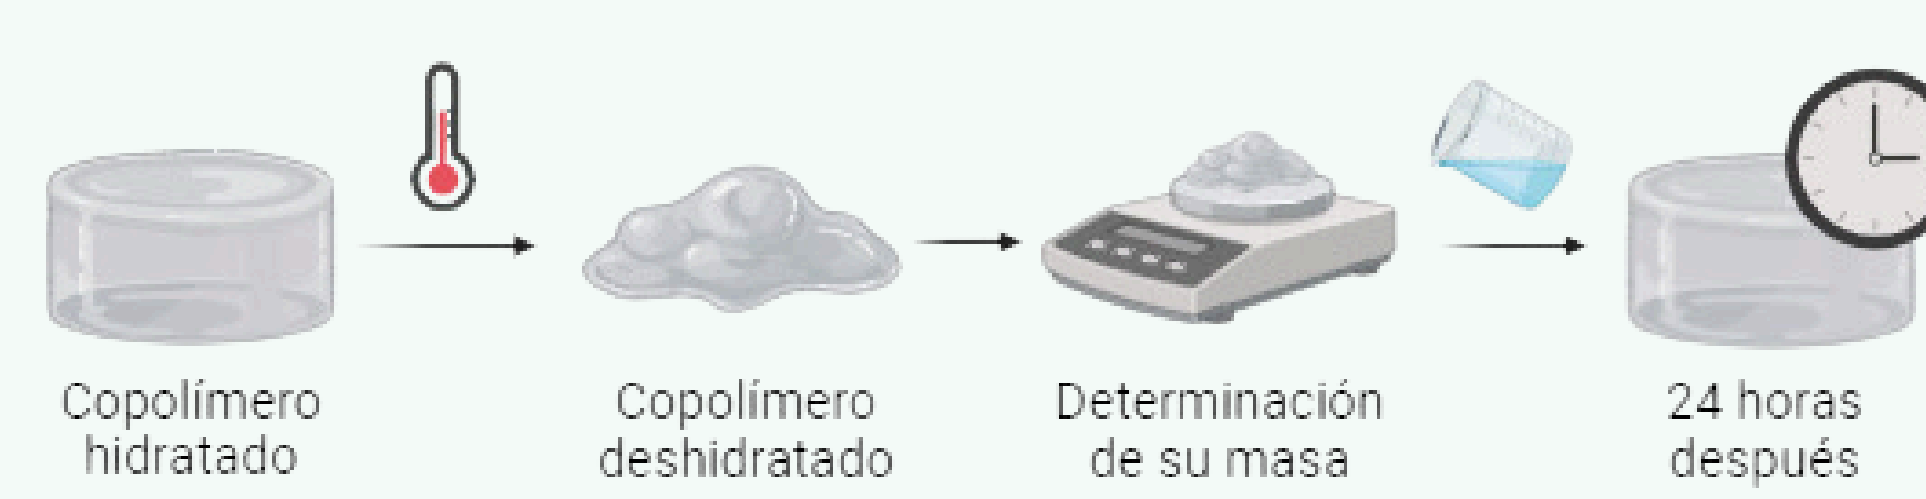 Copolímero
hidratado
Copolímero
deshidratado
Determinación
de su masa
24 horas
después